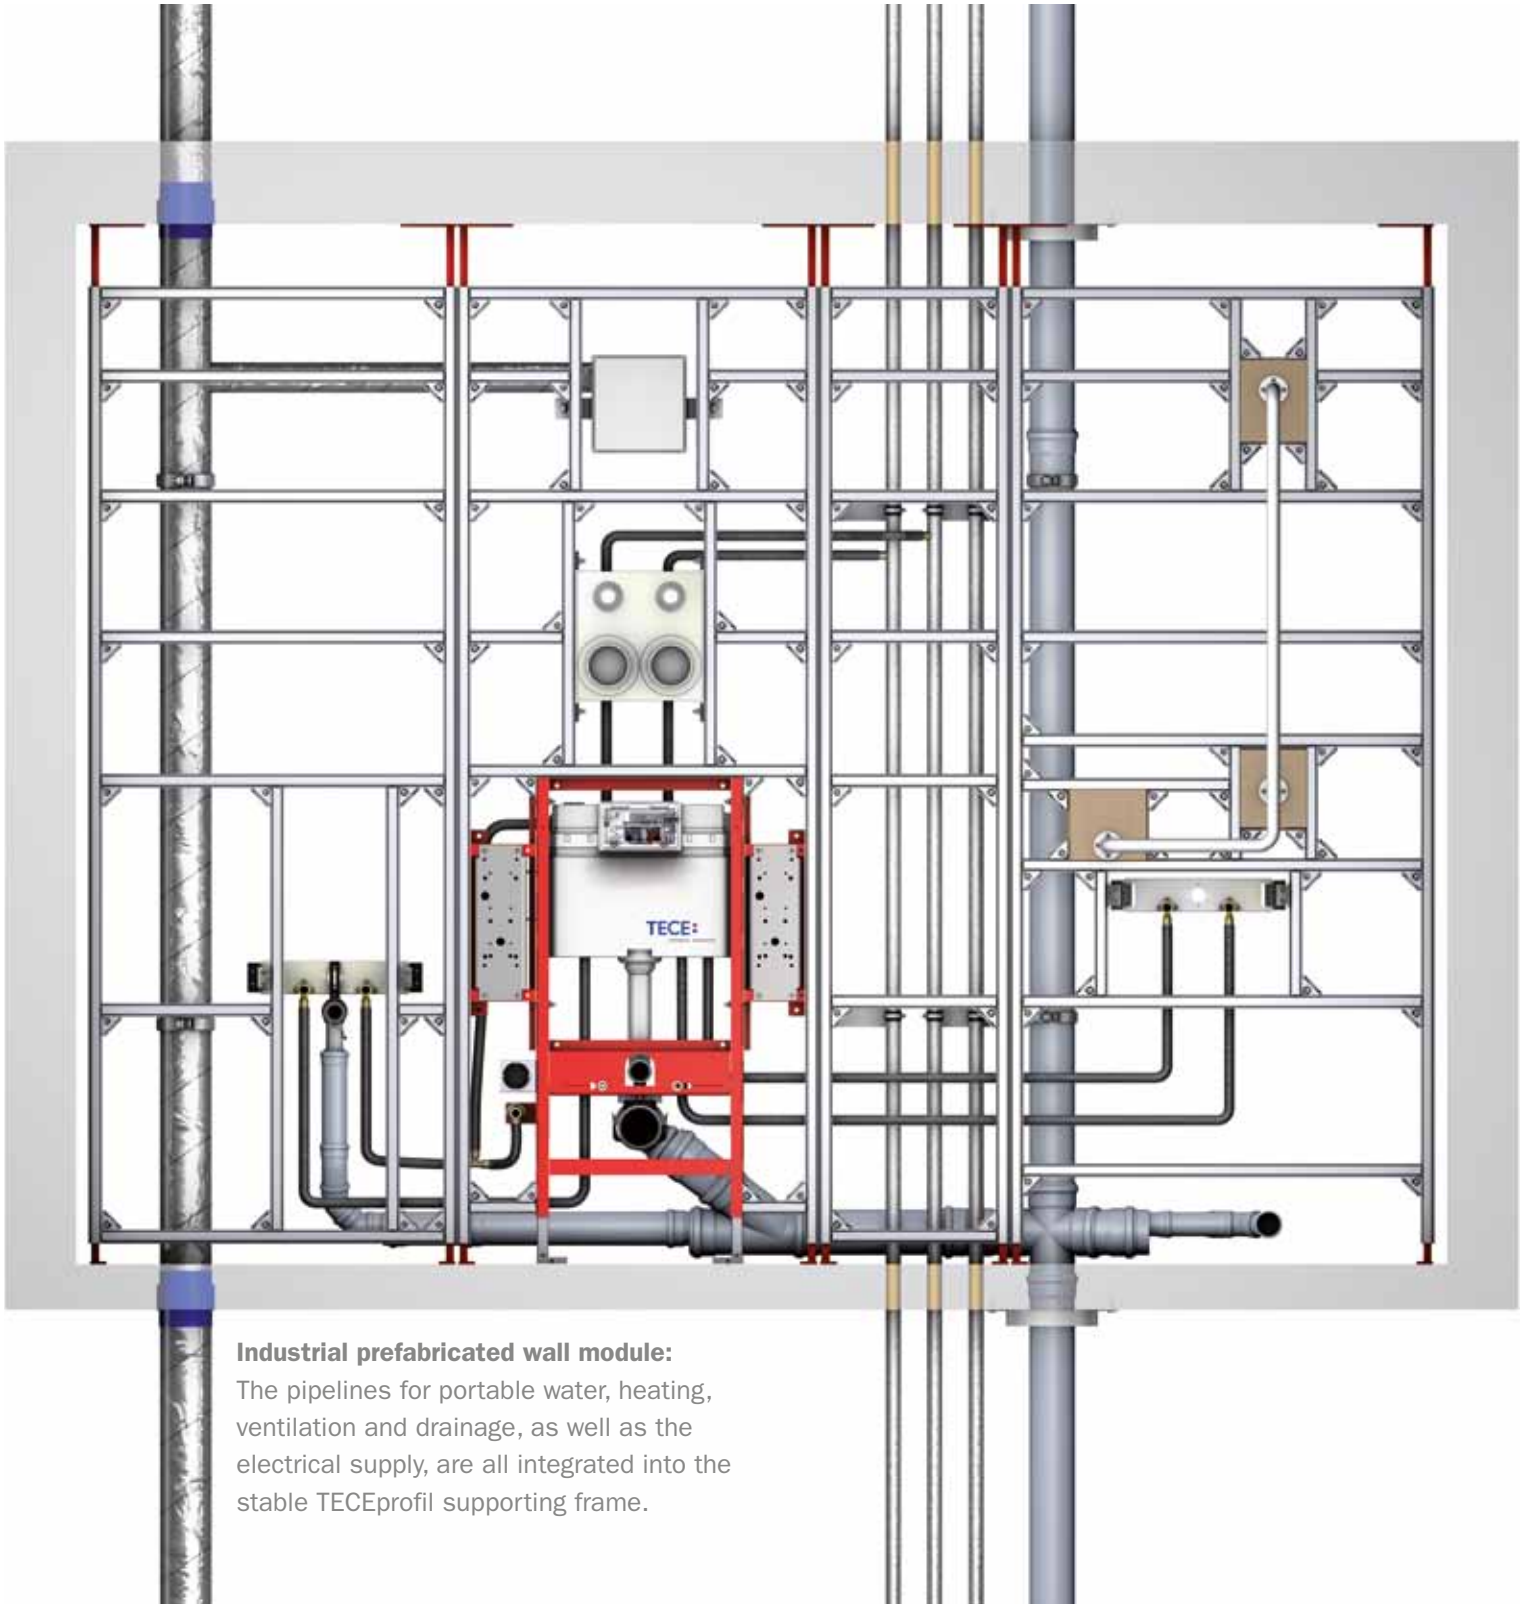 TECE:
Industrial prefabricated wall module:
The pipelines for portable water, heating,
ventilation and drainage, as well as the
electrical supply, are all integrated into the
stable TECEprofil supporting frame.